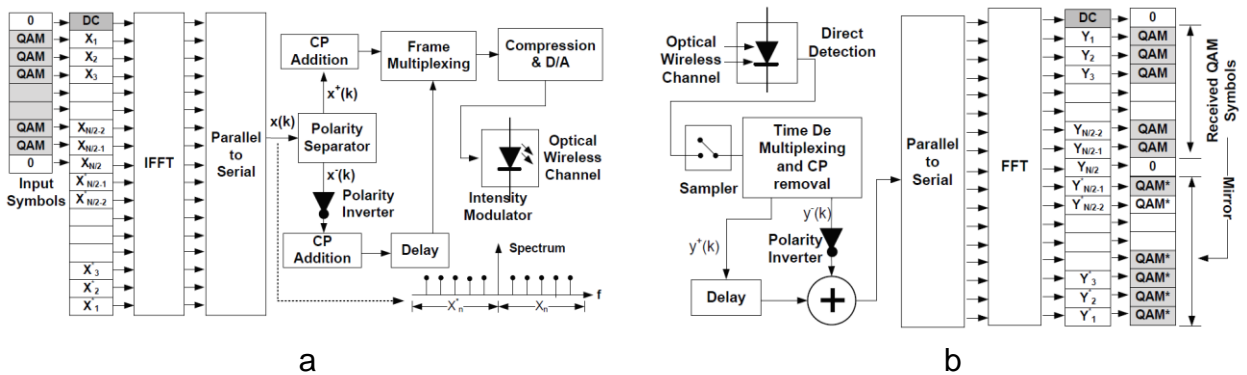 0
DC
QAM
X1
QAM
X2
QAM
X3
QAM
XN/2-2
QAM
XN/2-1
0
XN/2
Input
Symbols
X*N/2-1
X*N/2-2
X*3
X*2
X*1
IFFT
Parallel
to
Serial
x(k)
CP
Addition
x+(k)
Polarity
Separator
x-(k)
Polarity
Inverter
CP
Addition
Delay
Frame
Multiplexing
Compression
& D/A
Optical
Wireless
Channel
Intensity
Modulator
Spectrum
f
X*n
Xn
a
Optical
Wireless
Channel
Direct
Detection
Sampler
Time De
Multiplexing
and CP
removal
y+(k)
y-(k)
Polarity
Inverter
Delay
+
Parallel
to
Serial
FFT
DC
0
Y1
QAM
Y2
QAM
Y3
QAM
YN/2-2
QAM
YN/2-1
QAM
YN/2
0
Y*N/2-1
QAM*
Y*N/2-2
QAM*
QAM*
Y*3
QAM*
Y*2
QAM*
Y*1
QAM*
Received QAM
Symbols
Mirror
b